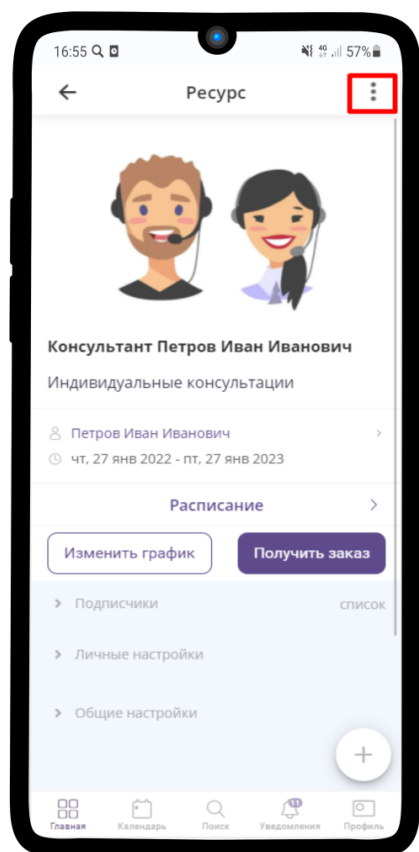 16:55 4G 57%
Ресурс
Консультант Петров Иван Иванович
Индивидуальные консультации
Петров Иван Иванович
чт, 27 янв 2022 - пт, 27 янв 2023
Расписание
Изменить график Получить заказ
Подписчики список
Личные настройки
Общие настройки
Главная Календарь Поиск Уведомления Профиль